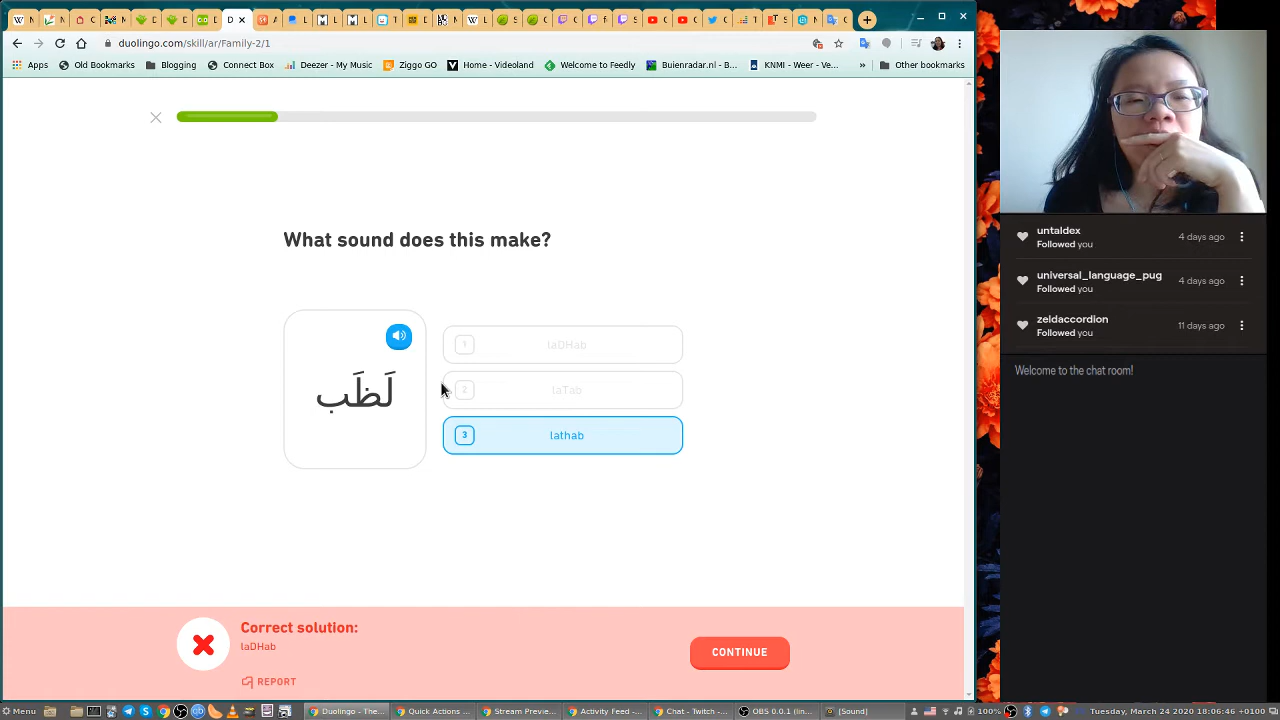 D
duolingo.com/skill/ar/Family-2/1
Apps
Old Bookmarks
Blogging
Connect Box
Deezer - My Music
Ziggo GO
Home - Videoland
Welcome to Feedly
Buienradar.nl - B...
KNMI - Weer - Ve...
»
Other bookmarks
What sound does this make?
لَظَب
1 laDHab
2 laTab
3 lathab
Correct solution:
laDHab
REPORT
CONTINUE
untaldex
Followed you
4 days ago
universal_language_pug
Followed you
4 days ago
zeldaccordion
Followed you
11 days ago
Welcome to the chat room!
Menu
Duolingo - The...
Quick Actions ...
Stream Preview...
Activity Feed -...
Chat - Twitch -...
OBS 0.0.1 (lin...
[Sound]
100%
Tuesday, March 24 2020 18:06:46 +0100